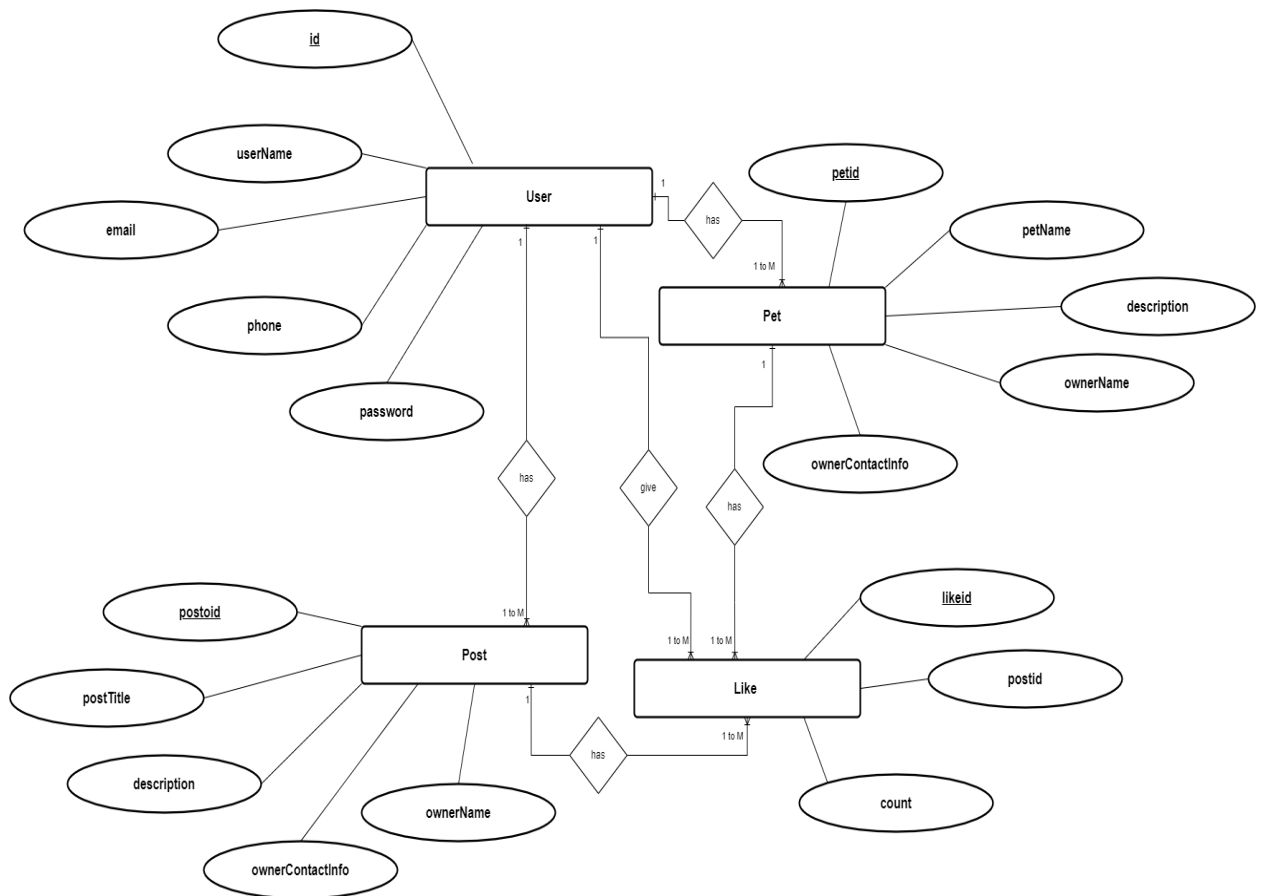 id
userName
email
phone
password
User
1
has
1 to M
petid
petName
description
ownerName
ownerContactInfo
Pet
1
1
1
has
give
has
1 to M
1 to M
1 to M
postoid
postTitle
description
ownerContactInfo
ownerName
Post
1
has
1 to M
Like
likeid
postid
count